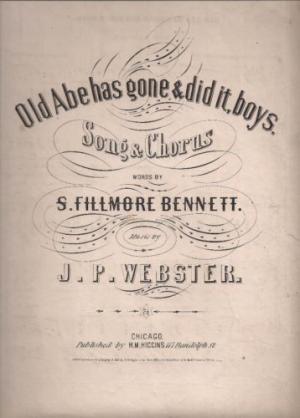 Old Abe has gone & did it, boys.
Song & Chorus
WORDS BY
S. FILLMORE BENNETT.
Music by
J. P. WEBSTER.
CHICAGO.
Published by H.M. HIGGINS, 117 Randolph St